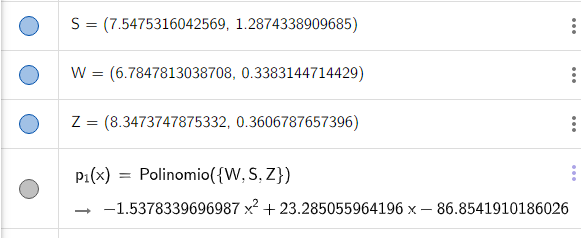 S = (7.5475316042569, 1.2874338909685)
W = (6.7847813038708, 0.3383144714429)
Z = (8.3473747875332, 0.3606787657396)
p₁(x) = Polinomio({W, S, Z})
→ −1.5378339696987 x² + 23.285055964196 x − 86.8541910186026